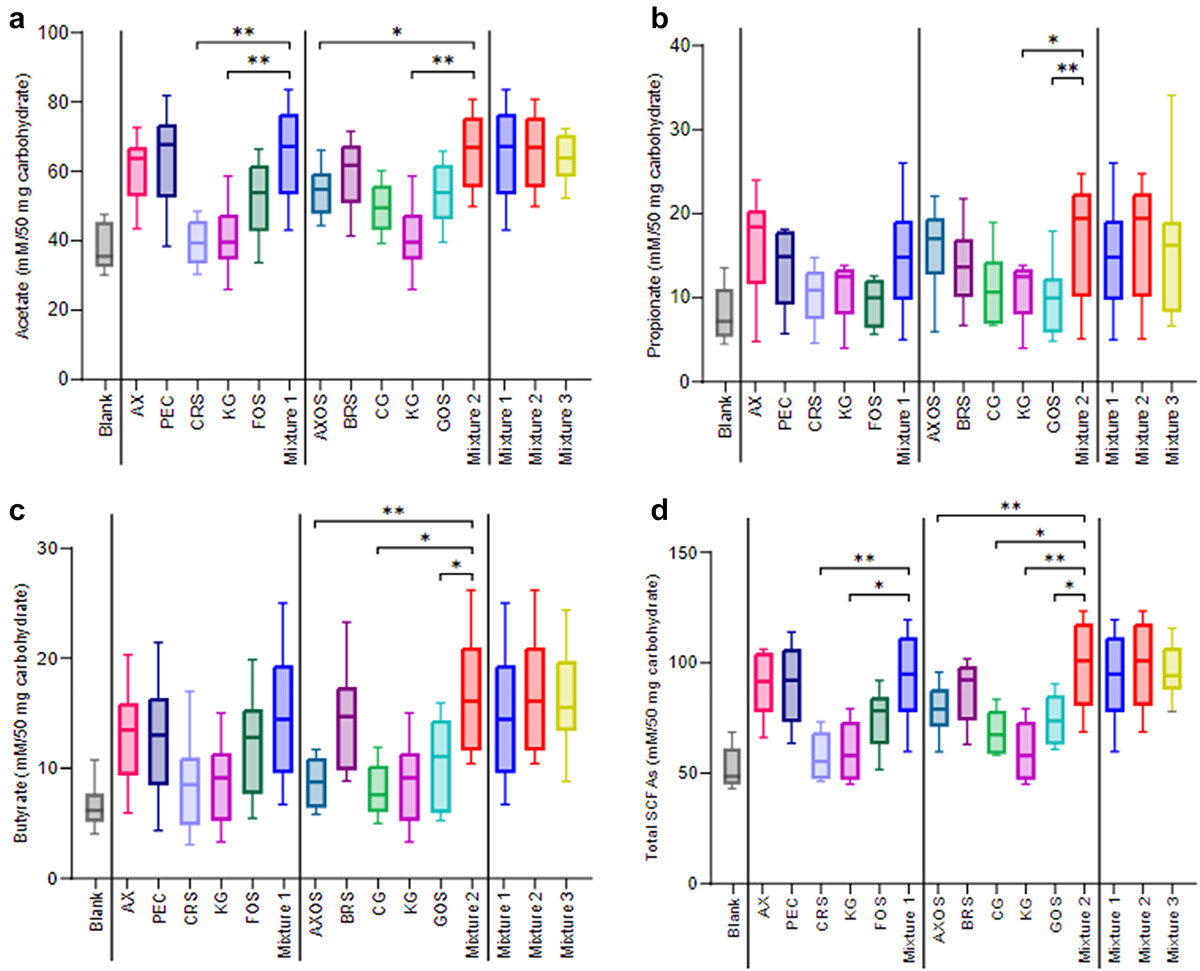 a
** *
** **
Acetate (mM/50 mg carbohydrate)
100
80
60
40
20
0
Blank
AX
PEC
CRS
KG
FOS
Mixture 1
AXOS
BRS
CG
KG
GOS
Mixture 2
Mixture 1
Mixture 2
Mixture 3
b
*
**
Propionate (mM/50 mg carbohydrate)
40
30
20
10
0
Blank
AX
PEC
CRS
KG
FOS
Mixture 1
AXOS
BRS
CG
KG
GOS
Mixture 2
Mixture 1
Mixture 2
Mixture 3
c
**
*
*
Butyrate (mM/50 mg carbohydrate)
30
20
10
0
Blank
AX
PEC
CRS
KG
FOS
Mixture 1
AXOS
BRS
CG
KG
GOS
Mixture 2
Mixture 1
Mixture 2
Mixture 3
d
**
*
** **
* *
Total SCFAs (mM/50 mg carbohydrate)
150
100
50
0
Blank
AX
PEC
CRS
KG
FOS
Mixture 1
AXOS
BRS
CG
KG
GOS
Mixture 2
Mixture 1
Mixture 2
Mixture 3